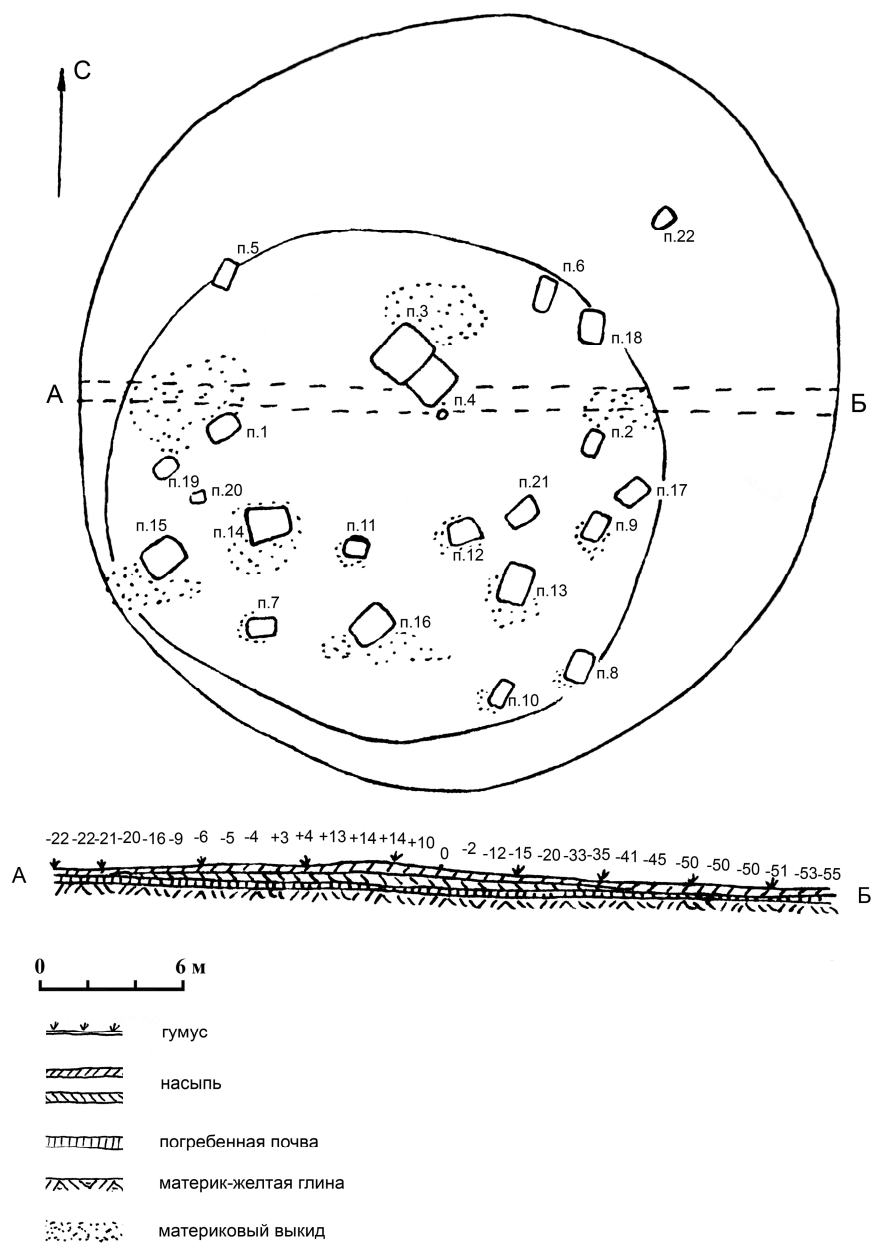 С
п.22
п.5
п.6
п.3
п.18
А
Б
п.4
п.1
п.2
п.19
п.20
п.21
п.17
п.15
п.14
п.11
п.12
п.9
п.13
п.7
п.16
п.8
п.10
-22 -22 -21 -20 -16 -9 -6 -5 -4 +3 +4 +13 +14 +14 +10 0 -2 -12 -15 -20 -33 -35 -41 -45 -50 -50 -50 -51 -53 -55
А
Б
0 6 м
гумус
насыпь
погребенная почва
материк-желтая глина
материковый выкид